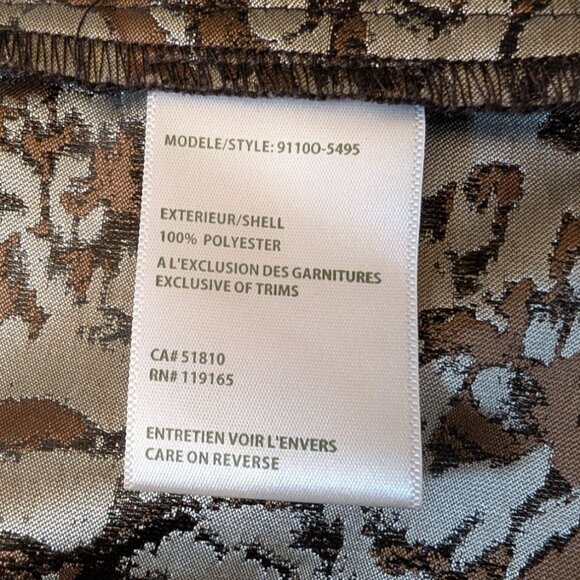 MODELE/STYLE: 9110O-5495
EXTERIEUR/SHELL
100% POLYESTER
A L'EXCLUSION DES GARNITURES
EXCLUSIVE OF TRIMS
CA# 51810
RN# 119165
ENTRETIEN VOIR L'ENVERS
CARE ON REVERSE